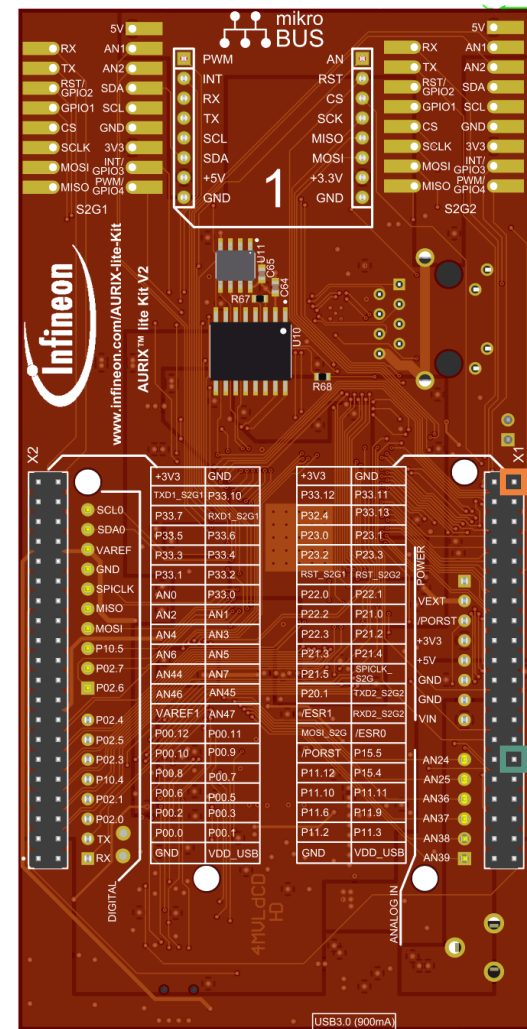 mikro
BUS
5V
RX AN1
TX AN2
RST/
GPIO2 SDA
GPIO1 SCL
CS GND
SCLK 3V3
MOSI INT/
GPIO3
MISO PWM/
GPIO4
S2G1
PWM AN
INT RST
RX CS
TX SCK
SCL MISO
SDA MOSI
+5V +3.3V
GND GND
1
5V
RX AN1
TX AN2
RST/
GPIO2 SDA
GPIO1 SCL
CS GND
SCLK 3V3
MOSI INT/
GPIO3
MISO PWM/
GPIO4
S2G2
Infineon
www.infineon.com/AURIX-lite-Kit
AURIX™ lite Kit V2
U11
C65
C64
R67
U10
R68
X2
X1
SCL0
SDA0
VAREF
GND
SPICLK
MISO
MOSI
P10.5
P02.7
P02.6
P02.4
P02.5
P02.3
P10.4
P02.1
P02.0
TX
RX
DIGITAL
+3V3 GND
TXD1_S2G1 P33.10
P33.7 RXD1_S2G1
P33.5 P33.6
P33.3 P33.4
P33.1 P33.2
AN0 P33.0
AN2 AN1
AN4 AN3
AN6 AN5
AN44 AN7
AN46 AN45
VAREF1 AN47
P00.12 P00.11
P00.10 P00.9
P00.8 P00.7
P00.6 P00.5
P00.2 P00.3
P00.0 P00.1
GND VDD_USB
+3V3 GND
P33.12 P33.11
P32.4 P33.13
P23.0 P23.1
P23.2 P23.3
RST_S2G1 RST_S2G2
P22.0 P22.1
P22.2 P21.0
P22.3 P21.2
P21.3 P21.4
P21.5 SPICLK_
S2G
P20.1 TXD2_S2G2
/ESR1 RXD2_S2G2
MOSI_S2G /ESR0
/PORST P15.5
P11.12 P15.4
P11.10 P11.11
P11.6 P11.9
P11.2 P11.3
GND VDD_USB
POWER
VEXT
/PORST
+3V3
+5V
GND
GND
VIN
AN24
AN25
AN36
AN37
AN38
AN39
ANALOG IN
4MVLdCD
HD
USB3.0 (900mA)